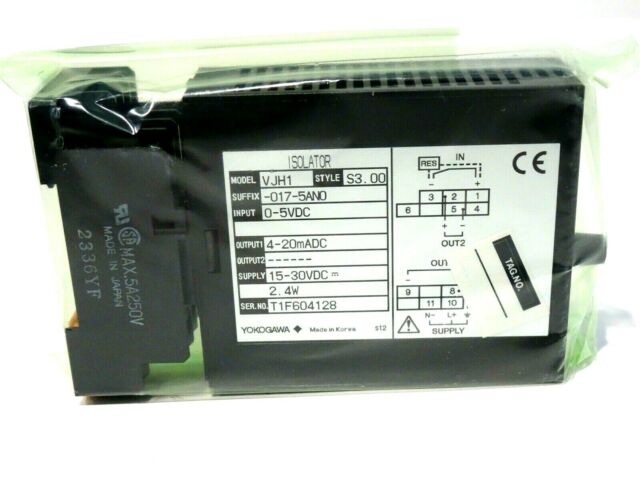 ISOLATOR
MODEL VJH1 STYLE S3.00
SUFFIX -017-5AN0
INPUT 0-5VDC
OUTPUT1 4-20mADC
OUTPUT2 ------
SUPPLY 15-30VDC ⎓
2.4W
SER.NO. T1F604128
YOKOGAWA ◆ Made in Korea S12
RES IN CE
- +
3 2 1
6 5 4
+ -
OUT2
TAG.NO.
9 8
11 10
N- L+
SUPPLY
MAX.5A250V
MADE IN JAPAN
2336YF